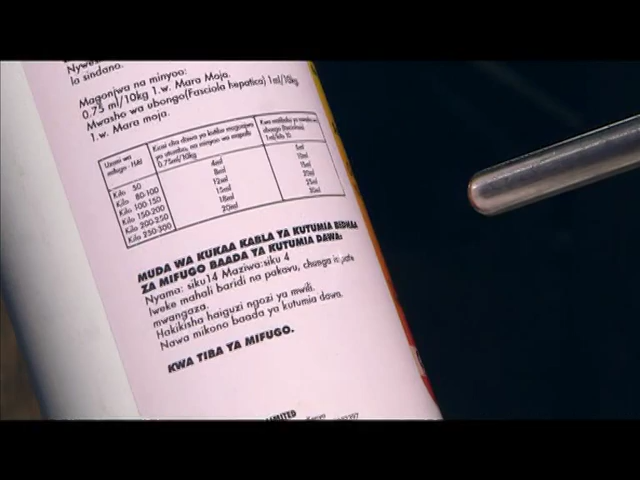 la sindano.
Magonjwa na minyoo:
0.75 ml/10kg 1.w. Mara Moja.
Mwasho wa ubongo(Fasciola hepatica) 1ml/10kg
1.w. Mara moja.
Uzani wa mifugo
0.75ml/10kg
Kilo 50 4ml 5ml
Kilo 80-100 8ml 10ml
Kilo 100-150 12ml 15ml
Kilo 150-200 15ml 20ml
Kilo 200-250 18ml 25ml
Kilo 250-300 20ml 30ml
MUDA WA KUKAA KABLA YA KUTUMIA BIDHAA
ZA MIFUGO BAADA YA KUTUMIA DAWA:
Nyama: siku14 Maziwa:siku 4
Iweke mahali baridi na pakavu, chunga
mwangaza.
Hakikisha haiguzi ngozi ya mwili.
Nawa mikono baada ya kutumia dawa.
KWA TIBA YA MIFUGO.